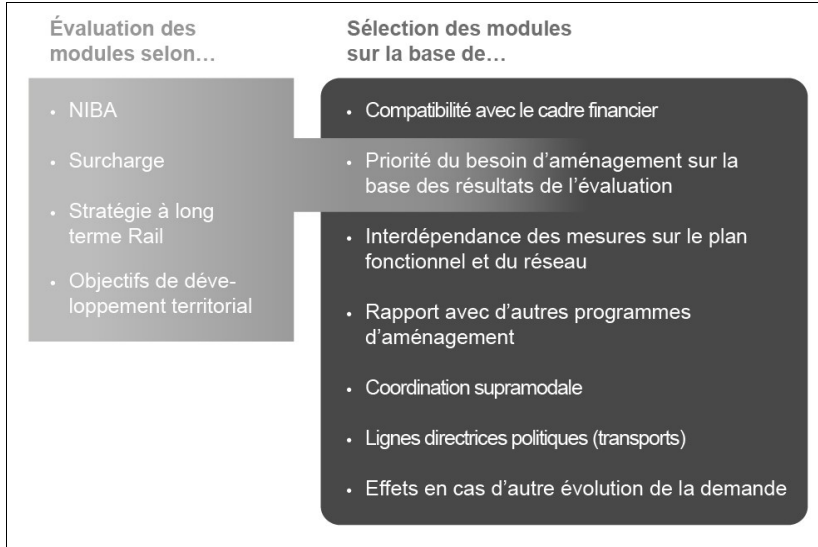 Évaluation des
modules selon…
• NIBA
• Surcharge
• Stratégie à long
terme Rail
• Objectifs de déve-
loppement territorial
Sélection des modules
sur la base de…
• Compatibilité avec le cadre financier
• Priorité du besoin d’aménagement sur la
base des résultats de l’évaluation
• Interdépendance des mesures sur le plan
fonctionnel et du réseau
• Rapport avec d’autres programmes
d’aménagement
• Coordination supramodale
• Lignes directrices politiques (transports)
• Effets en cas d’autre évolution de la demande